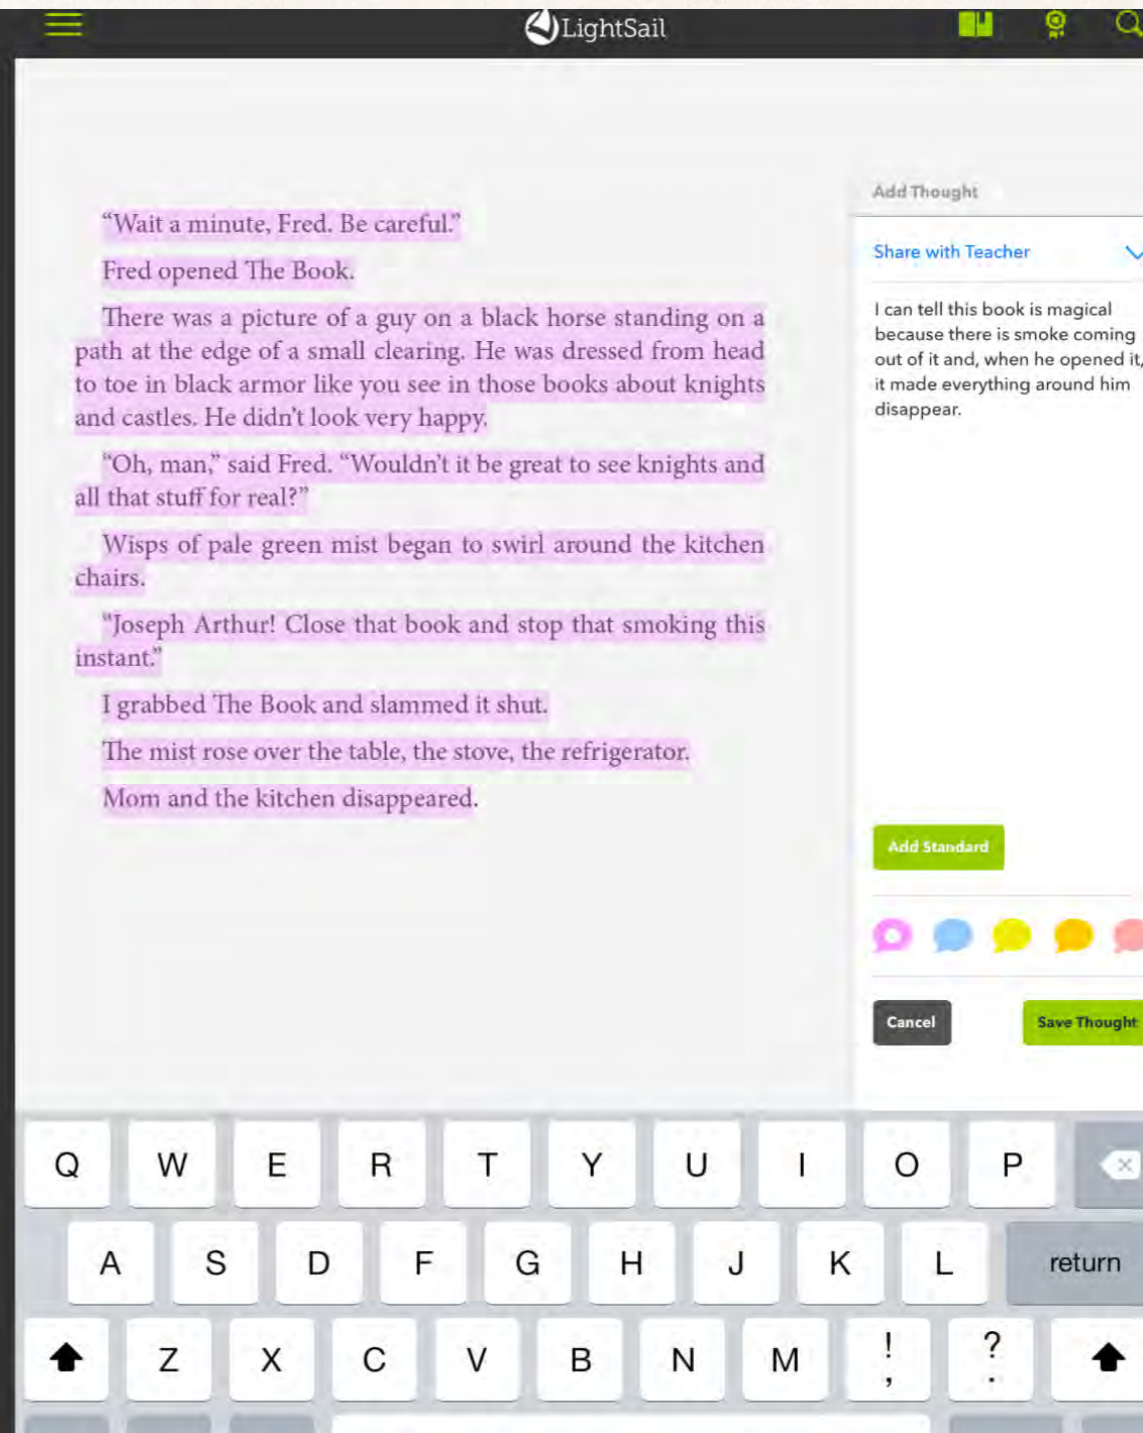 LightSail
“Wait a minute, Fred. Be careful.”
Fred opened The Book.
There was a picture of a guy on a black horse standing on a
path at the edge of a small clearing. He was dressed from head
to toe in black armor like you see in those books about knights
and castles. He didn’t look very happy.
“Oh, man,” said Fred. “Wouldn’t it be great to see knights and
all that stuff for real?”
Wisps of pale green mist began to swirl around the kitchen
chairs.
“Joseph Arthur! Close that book and stop that smoking this
instant.”
I grabbed The Book and slammed it shut.
The mist rose over the table, the stove, the refrigerator.
Mom and the kitchen disappeared.
Add Thought
Share with Teacher
I can tell this book is magical
because there is smoke coming
out of it and, when he opened it,
it made everything around him
disappear.
Add Standard
Cancel Save Thought
Q W E R T Y U I O P
A S D F G H J K L return
Z X C V B N M ! , ? .